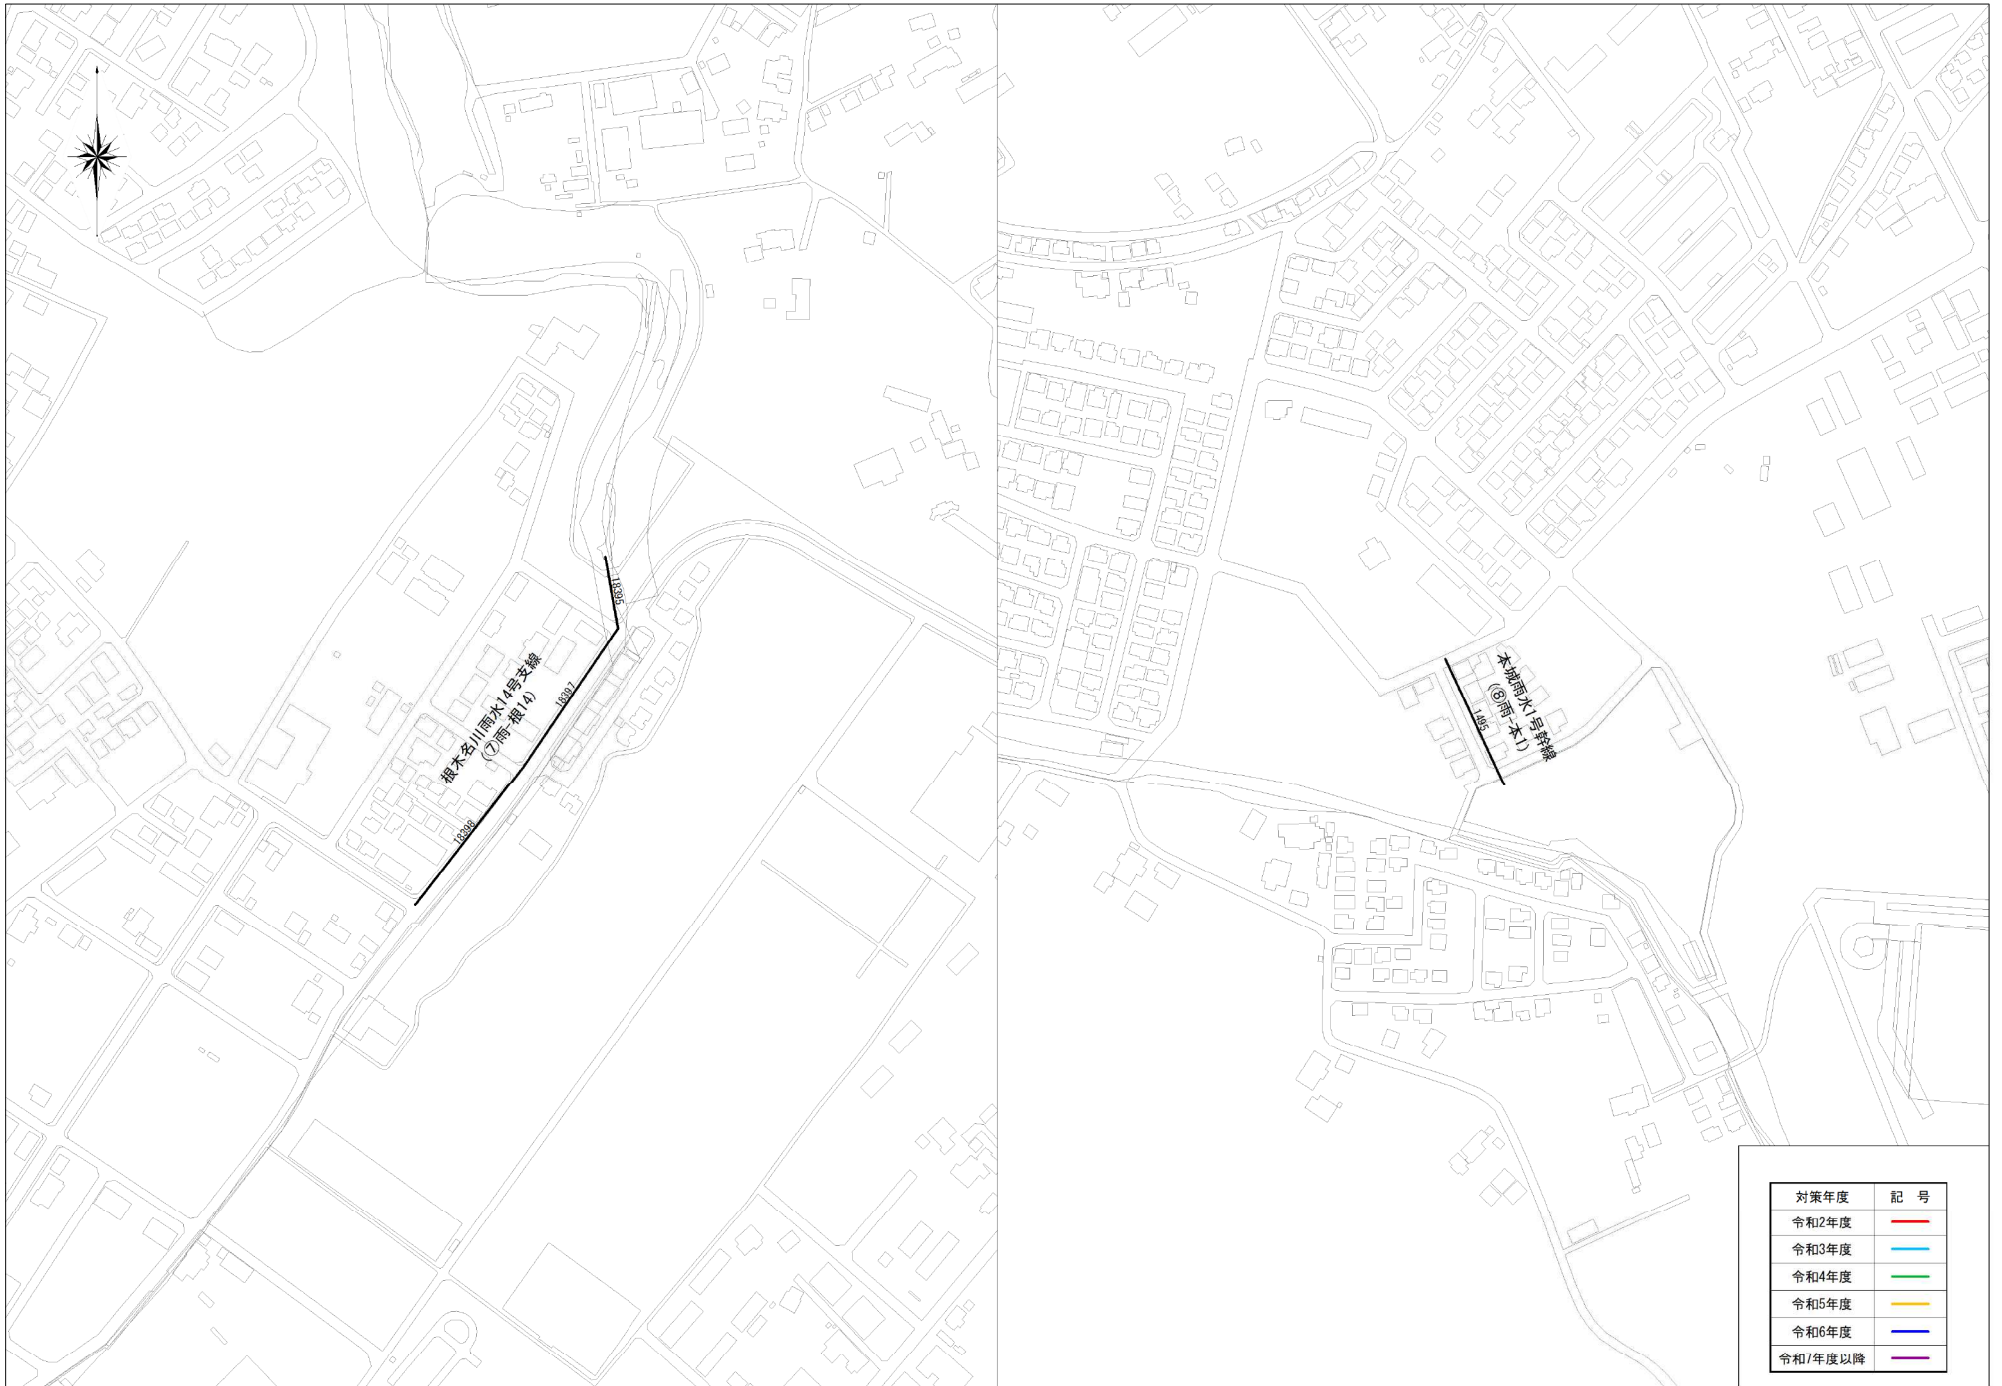 18395
18397
根木名川雨水14号支線
(⑦雨-根14)
18398
本城雨水1号幹線
(⑧雨-本1)
1495
対策年度 記 号
令和2年度
令和3年度
令和4年度
令和5年度
令和6年度
令和7年度以降